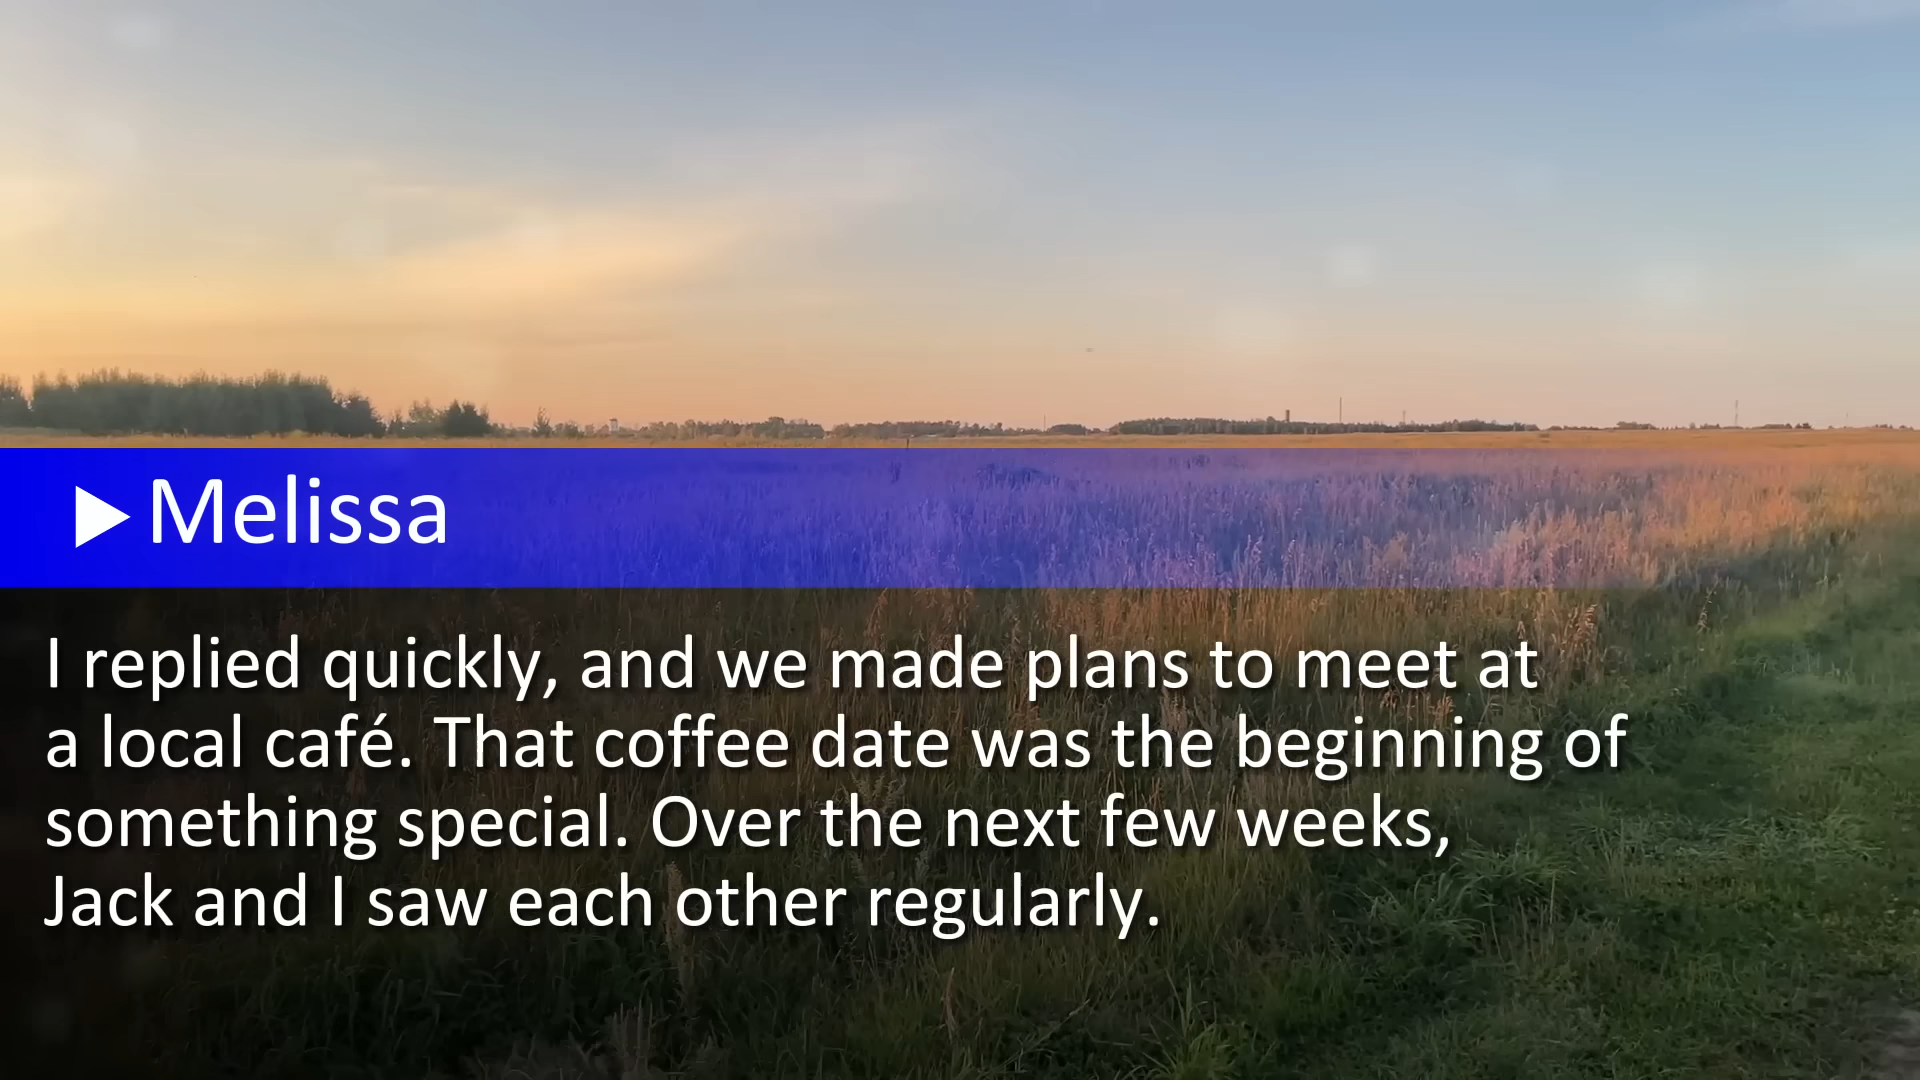 Melissa
I replied quickly, and we made plans to meet at
a local café. That coffee date was the beginning of
something special. Over the next few weeks,
Jack and I saw each other regularly.